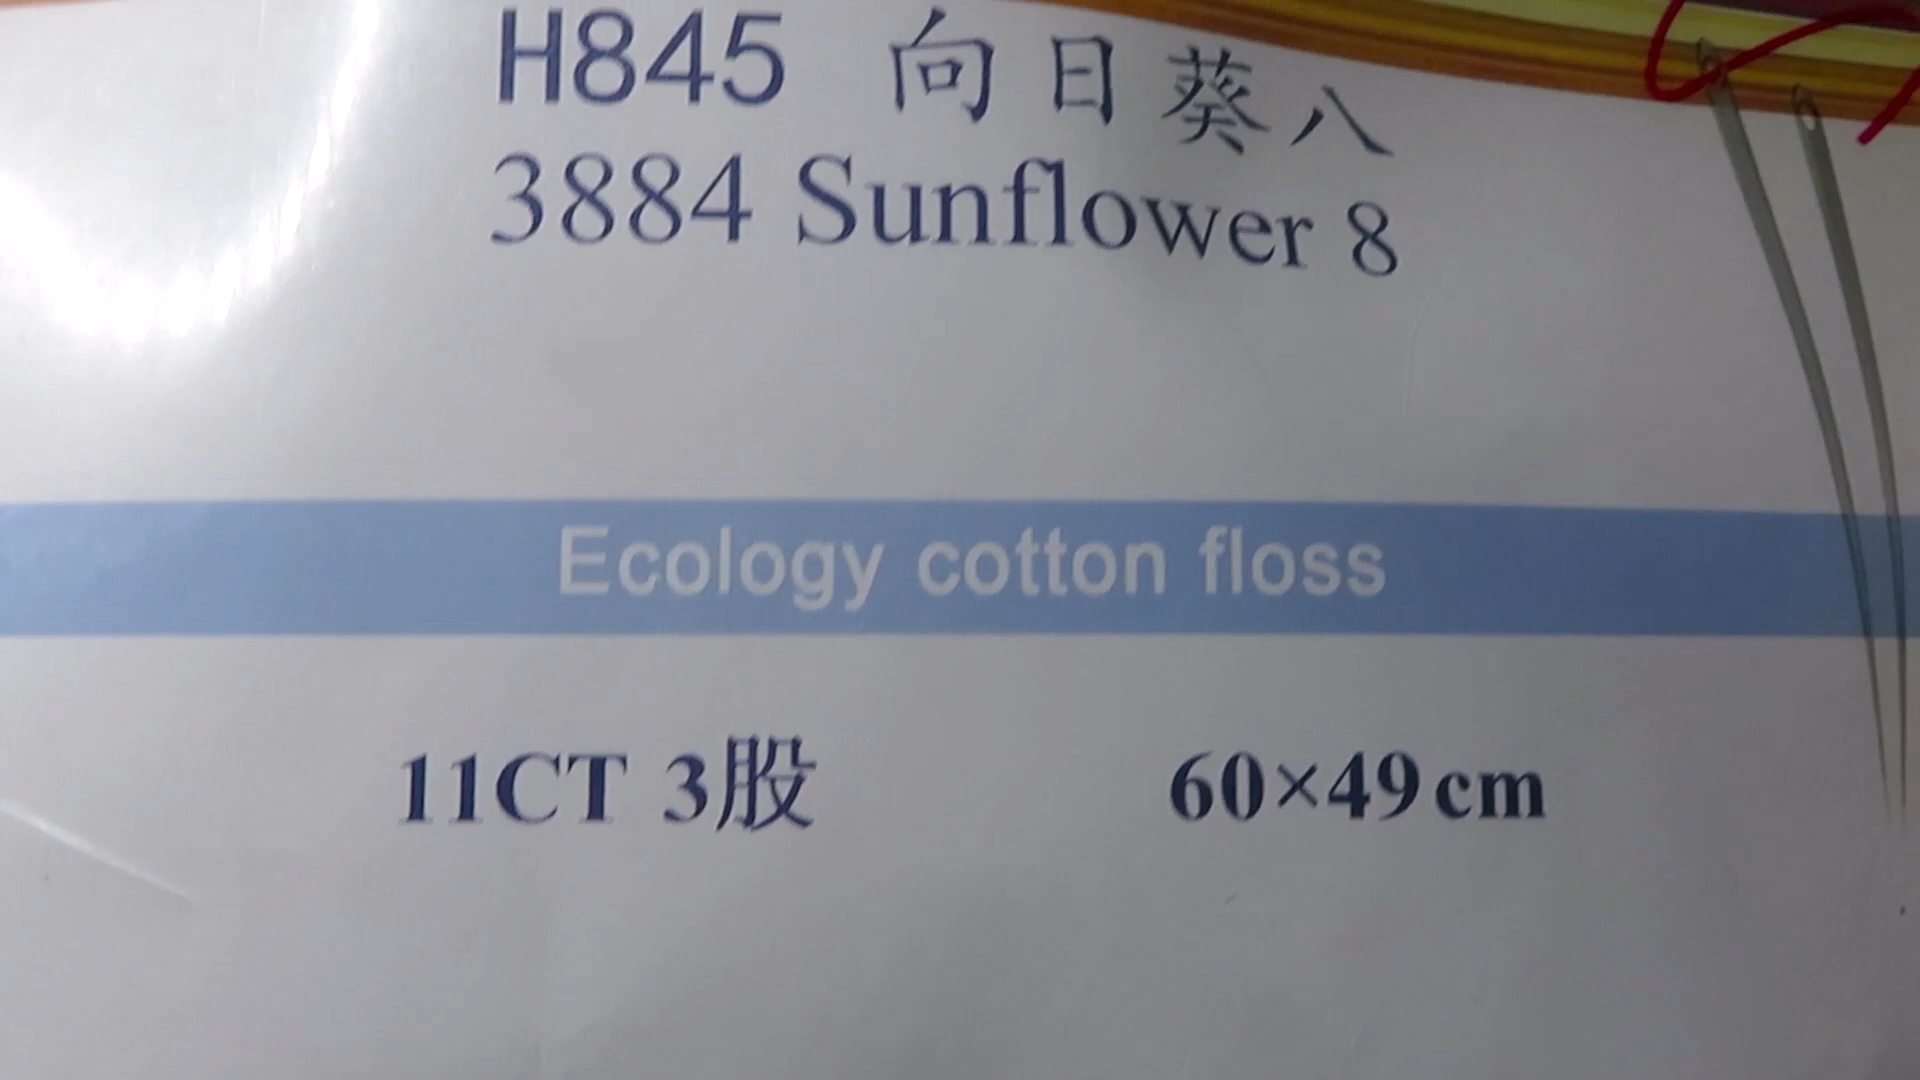 H845 向日葵八
3884 Sunflower 8
Ecology cotton floss
11CT 3股 60×49cm